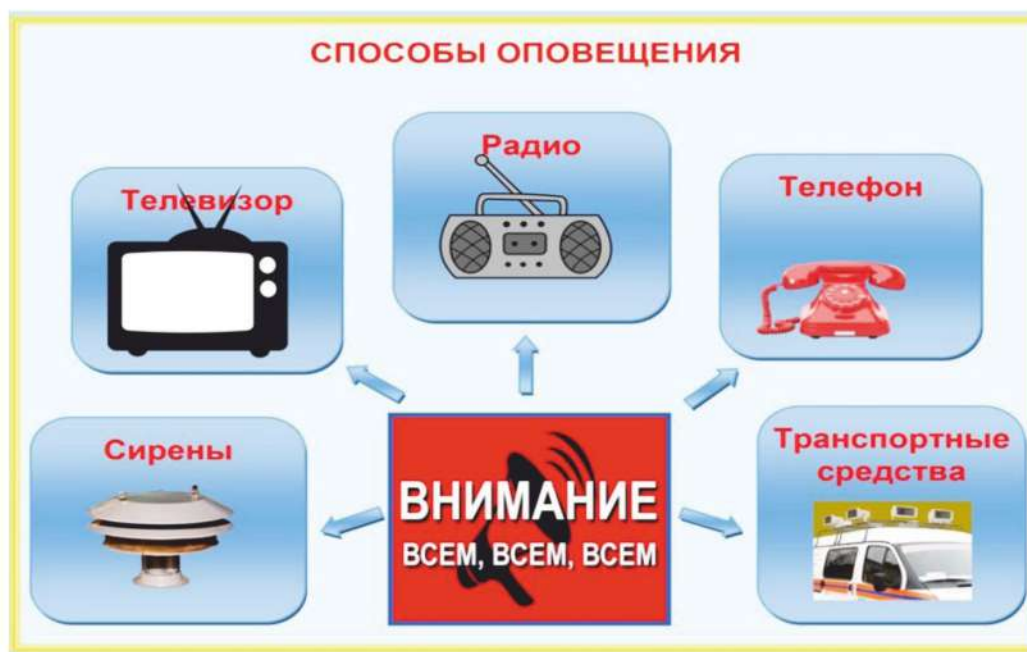 СПОСОБЫ ОПОВЕЩЕНИЯ
Радио
Телевизор
Телефон
Сирены
Транспортные
средства
ВНИМАНИЕ
ВСЕМ, ВСЕМ, ВСЕМ